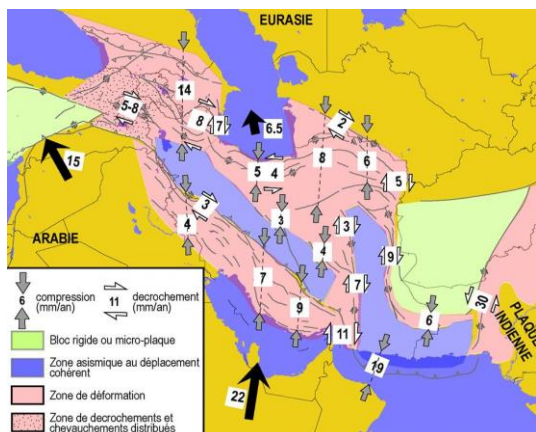 EURASIE
14
5-8
8
7
6.5
2
15
5
4
8
6
5
3
4
3
3
9
ARABIE
4
7
7
9
6
30
PLAQUE
INDIENNE
11
19
22
6 compression (mm/an)
11 decrochement (mm/an)
Bloc rigide ou micro-plaque
Zone asismique au déplacement
cohérent
Zone de déformation
Zone de decrochements et
chevauchements distribués